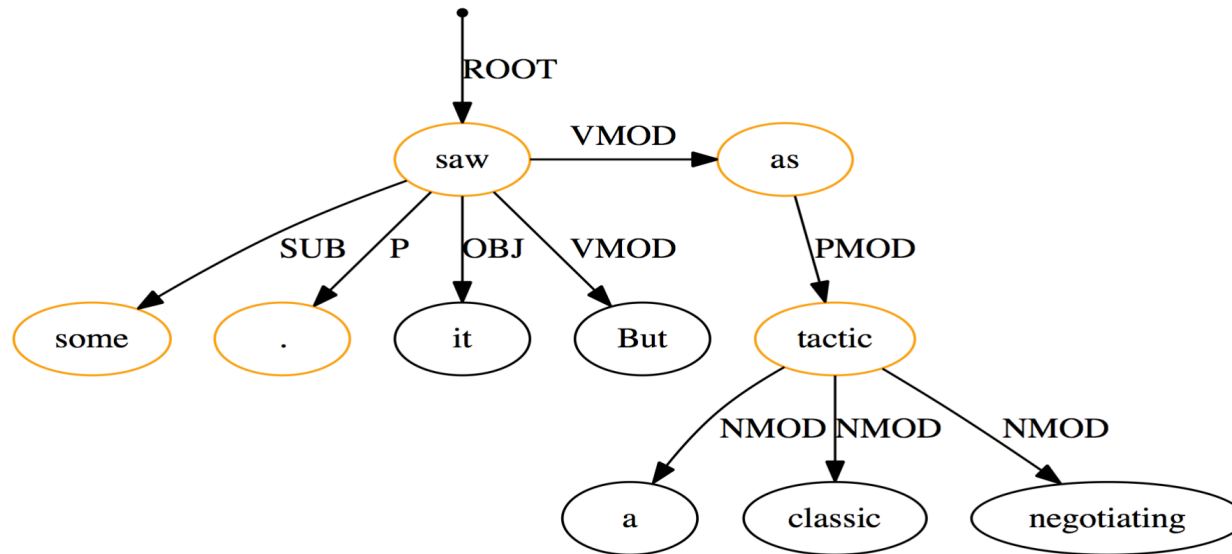 ROOT
saw VMOD as
SUB P OBJ VMOD PMOD
some . it But tactic
NMOD NMOD NMOD
a classic negotiating